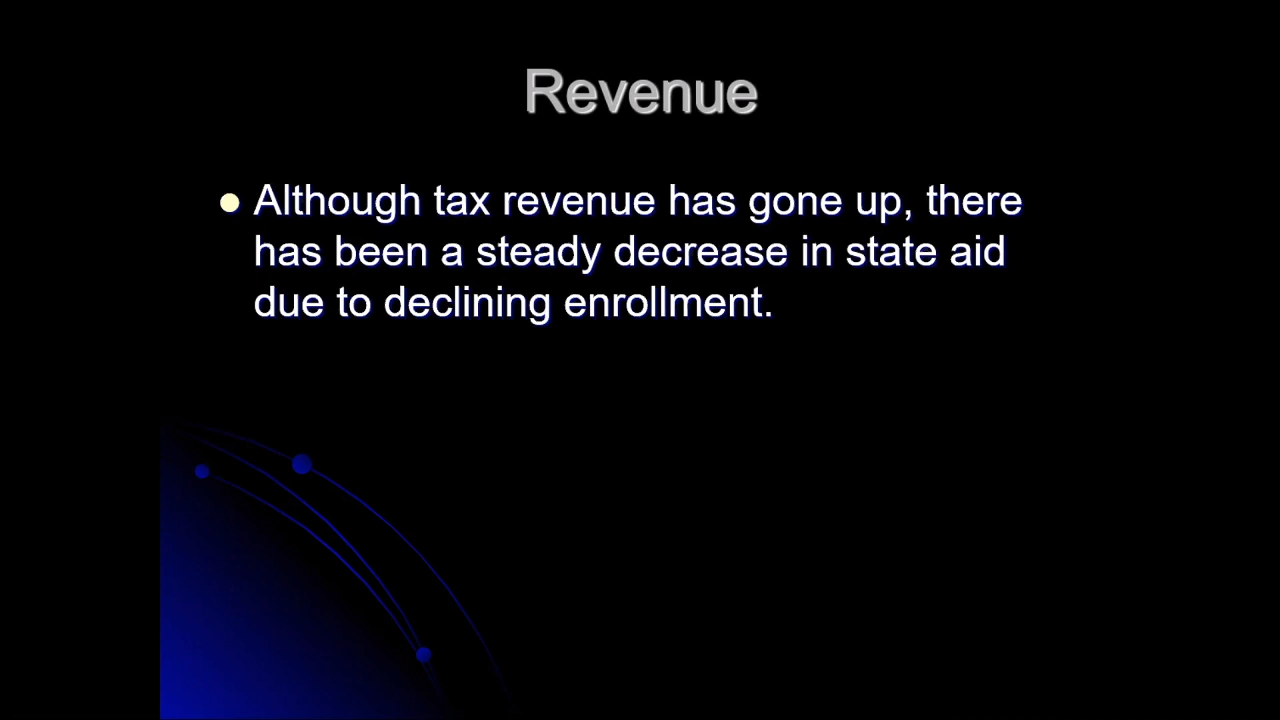 Revenue
Although tax revenue has gone up, there
has been a steady decrease in state aid
due to declining enrollment.